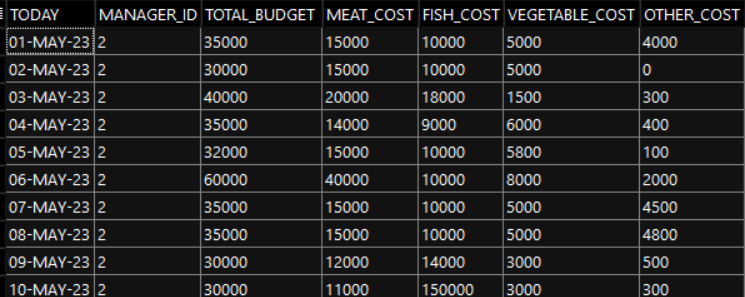 TODAY MANAGER_ID TOTAL_BUDGET MEAT_COST FISH_COST VEGETABLE_COST OTHER_COST
01-MAY-23 2 35000 15000 10000 5000 4000
02-MAY-23 2 30000 15000 10000 5000 0
03-MAY-23 2 40000 20000 18000 1500 300
04-MAY-23 2 35000 14000 9000 6000 400
05-MAY-23 2 32000 15000 10000 5800 100
06-MAY-23 2 60000 40000 10000 8000 2000
07-MAY-23 2 35000 15000 10000 5000 4500
08-MAY-23 2 35000 15000 10000 5000 4800
09-MAY-23 2 30000 12000 14000 3000 500
10-MAY-23 2 30000 11000 150000 3000 300